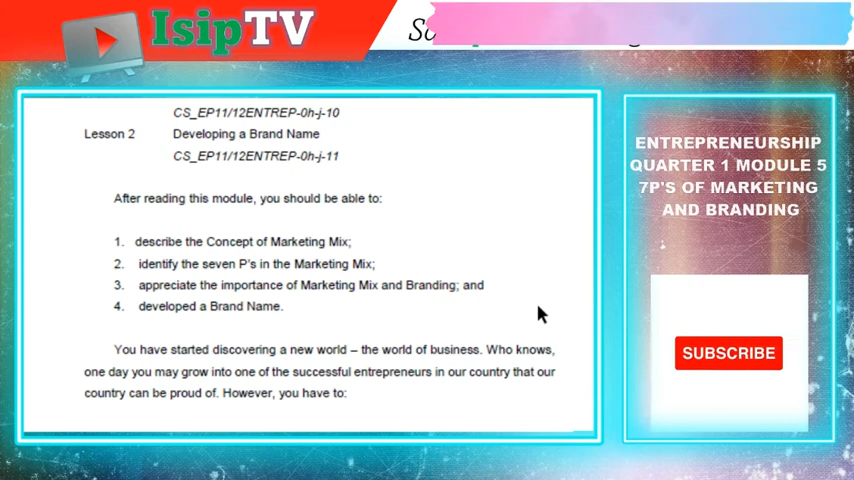 IsipTV
CS_EP11/12ENTREP-0h-j-10
Lesson 2 Developing a Brand Name
CS_EP11/12ENTREP-0h-j-11
After reading this module, you should be able to:
1. describe the Concept of Marketing Mix;
2. identify the seven P's in the Marketing Mix;
3. appreciate the importance of Marketing Mix and Branding; and
4. developed a Brand Name.
You have started discovering a new world – the world of business. Who knows,
one day you may grow into one of the successful entrepreneurs in our country that our
country can be proud of. However, you have to:
ENTREPRENEURSHIP
QUARTER 1 MODULE 5
7P'S OF MARKETING
AND BRANDING
SUBSCRIBE